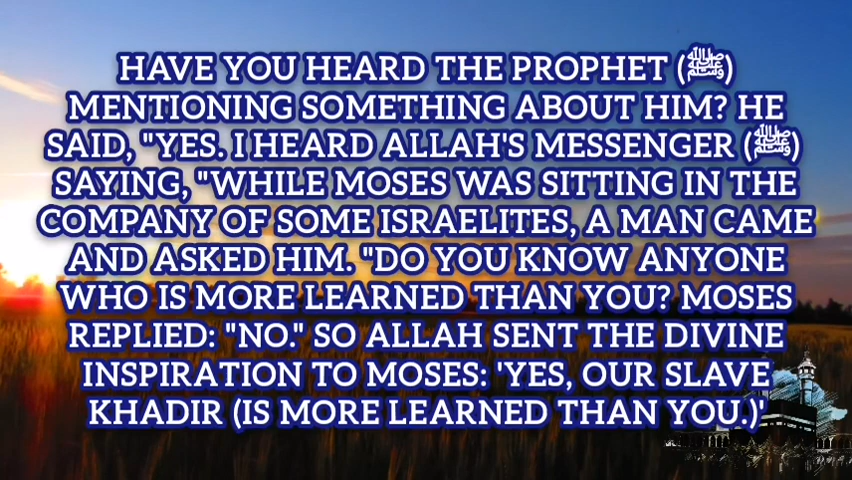 HAVE YOU HEARD THE PROPHET (ﷺ)
MENTIONING SOMETHING ABOUT HIM? HE
SAID, "YES. I HEARD ALLAH'S MESSENGER (ﷺ)
SAYING, "WHILE MOSES WAS SITTING IN THE
COMPANY OF SOME ISRAELITES, A MAN CAME
AND ASKED HIM. "DO YOU KNOW ANYONE
WHO IS MORE LEARNED THAN YOU? MOSES
REPLIED: "NO." SO ALLAH SENT THE DIVINE
INSPIRATION TO MOSES: 'YES, OUR SLAVE
KHADIR (IS MORE LEARNED THAN YOU.)'